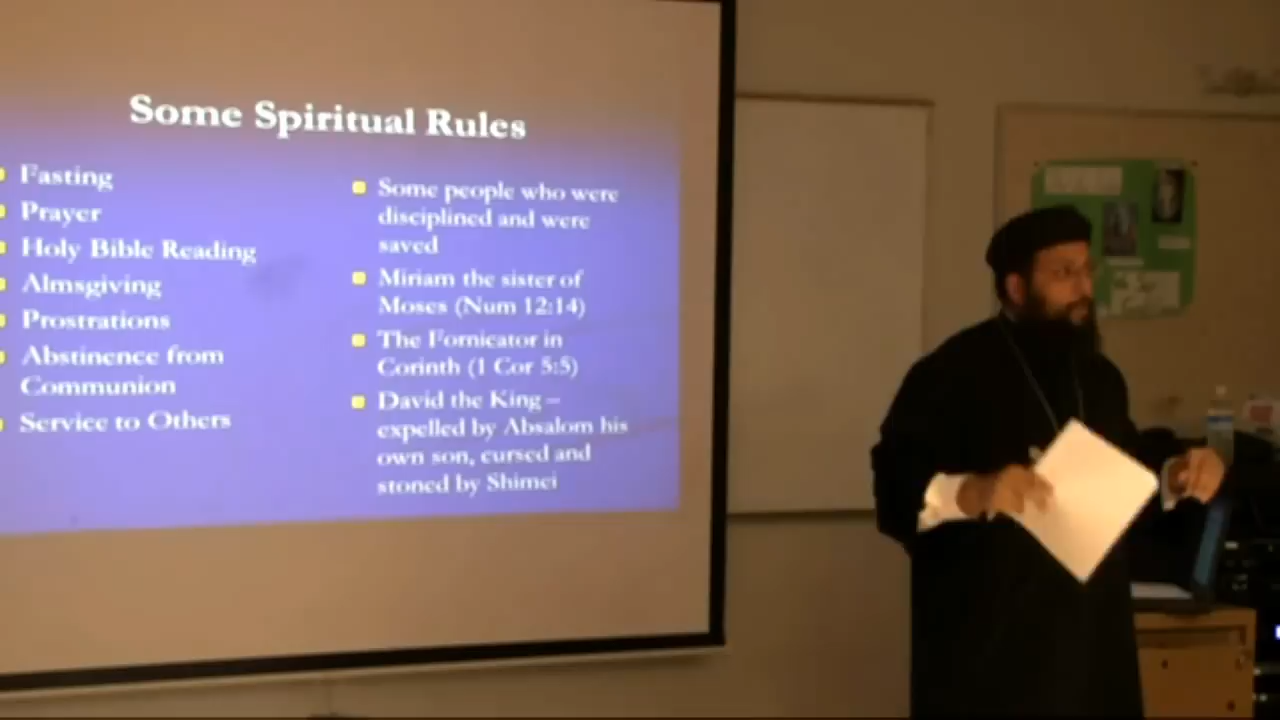 Some Spiritual Rules
Fasting
Prayer
Holy Bible Reading
Almsgiving
Prostrations
Abstinence from
Communion
Service to Others
Some people who were
disciplined and were
saved
Miriam the sister of
Moses (Num 12:14)
The Fornicator in
Corinth (1 Cor 5:5)
David the King –
expelled by Absalom his
own son, cursed and
stoned by Shimei